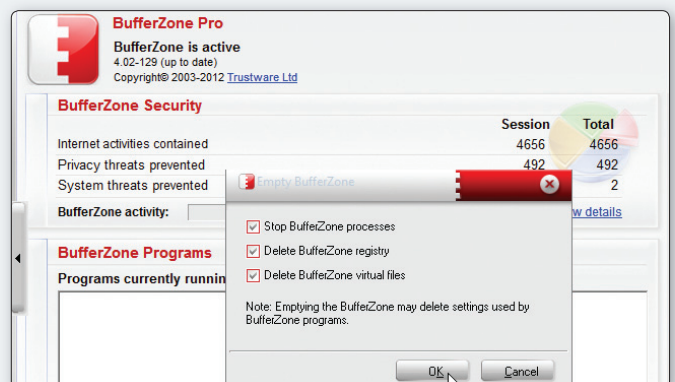 BufferZone Pro
BufferZone is active
4.02-129 (up to date)
Copyright© 2003-2012 Trustware Ltd
BufferZone Security
Session Total
Internet activities contained 4656 4656
Privacy threats prevented 492 492
System threats prevented 2
BufferZone activity: details
Empty BufferZone
Stop BufferZone processes
Delete BufferZone registry
Delete BufferZone virtual files
Note: Emptying the BufferZone may delete settings used by
BufferZone programs.
OK Cancel
BufferZone Programs
Programs currently